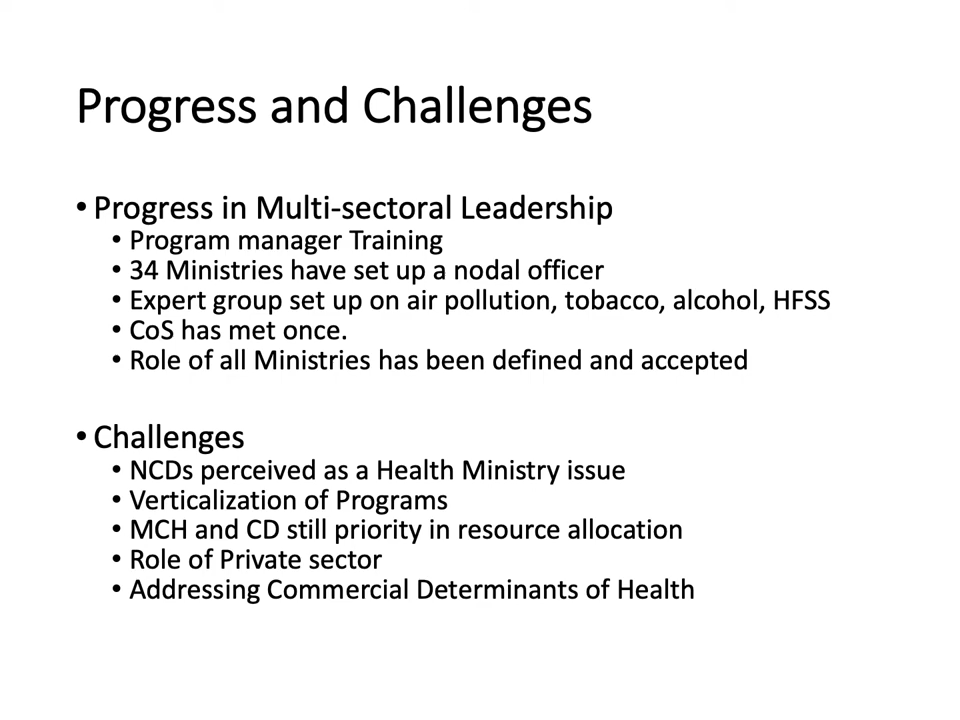 Progress and Challenges
• Progress in Multi-sectoral Leadership
• Program manager Training
• 34 Ministries have set up a nodal officer
• Expert group set up on air pollution, tobacco, alcohol, HFSS
• CoS has met once.
• Role of all Ministries has been defined and accepted
• Challenges
• NCDs perceived as a Health Ministry issue
• Verticalization of Programs
• MCH and CD still priority in resource allocation
• Role of Private sector
• Addressing Commercial Determinants of Health